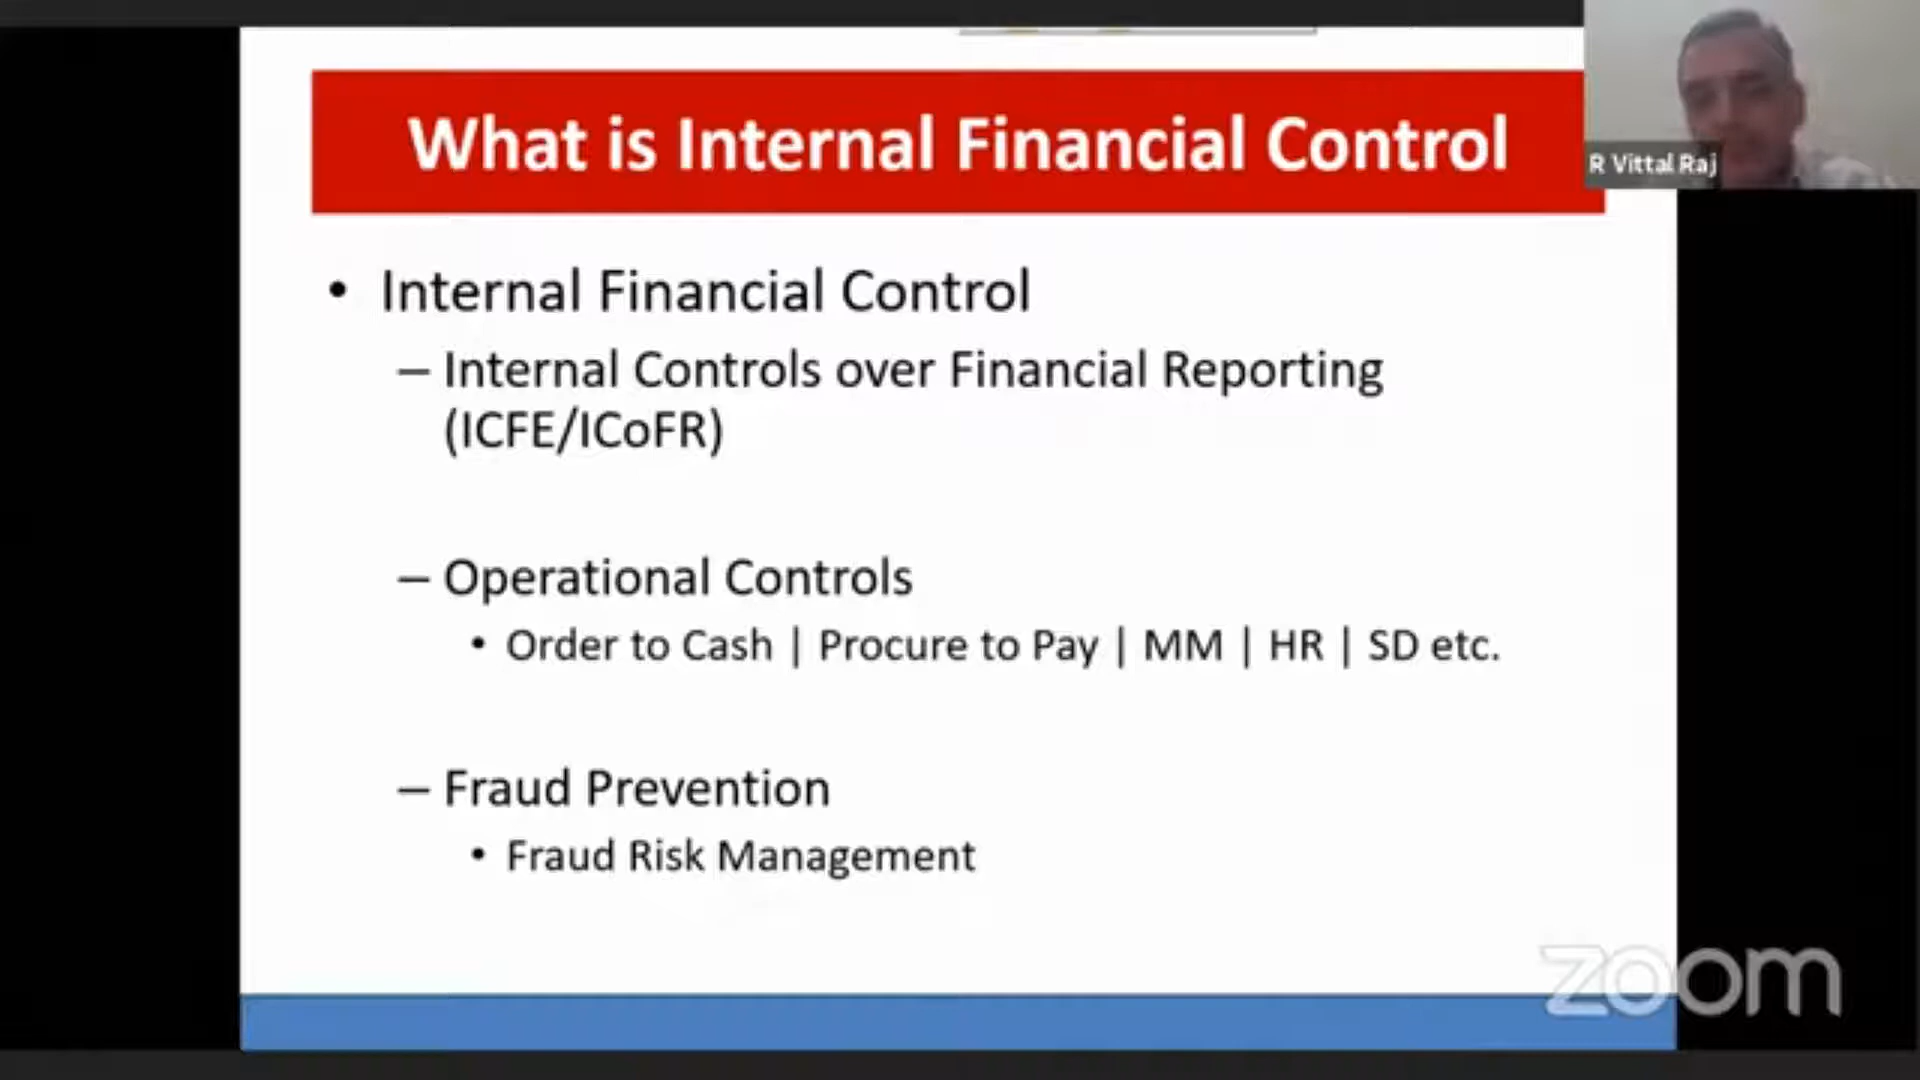 What is Internal Financial Control
R Vittal Raj
• Internal Financial Control
– Internal Controls over Financial Reporting
(ICFE/ICoFR)
– Operational Controls
• Order to Cash | Procure to Pay | MM | HR | SD etc.
– Fraud Prevention
• Fraud Risk Management
zoom